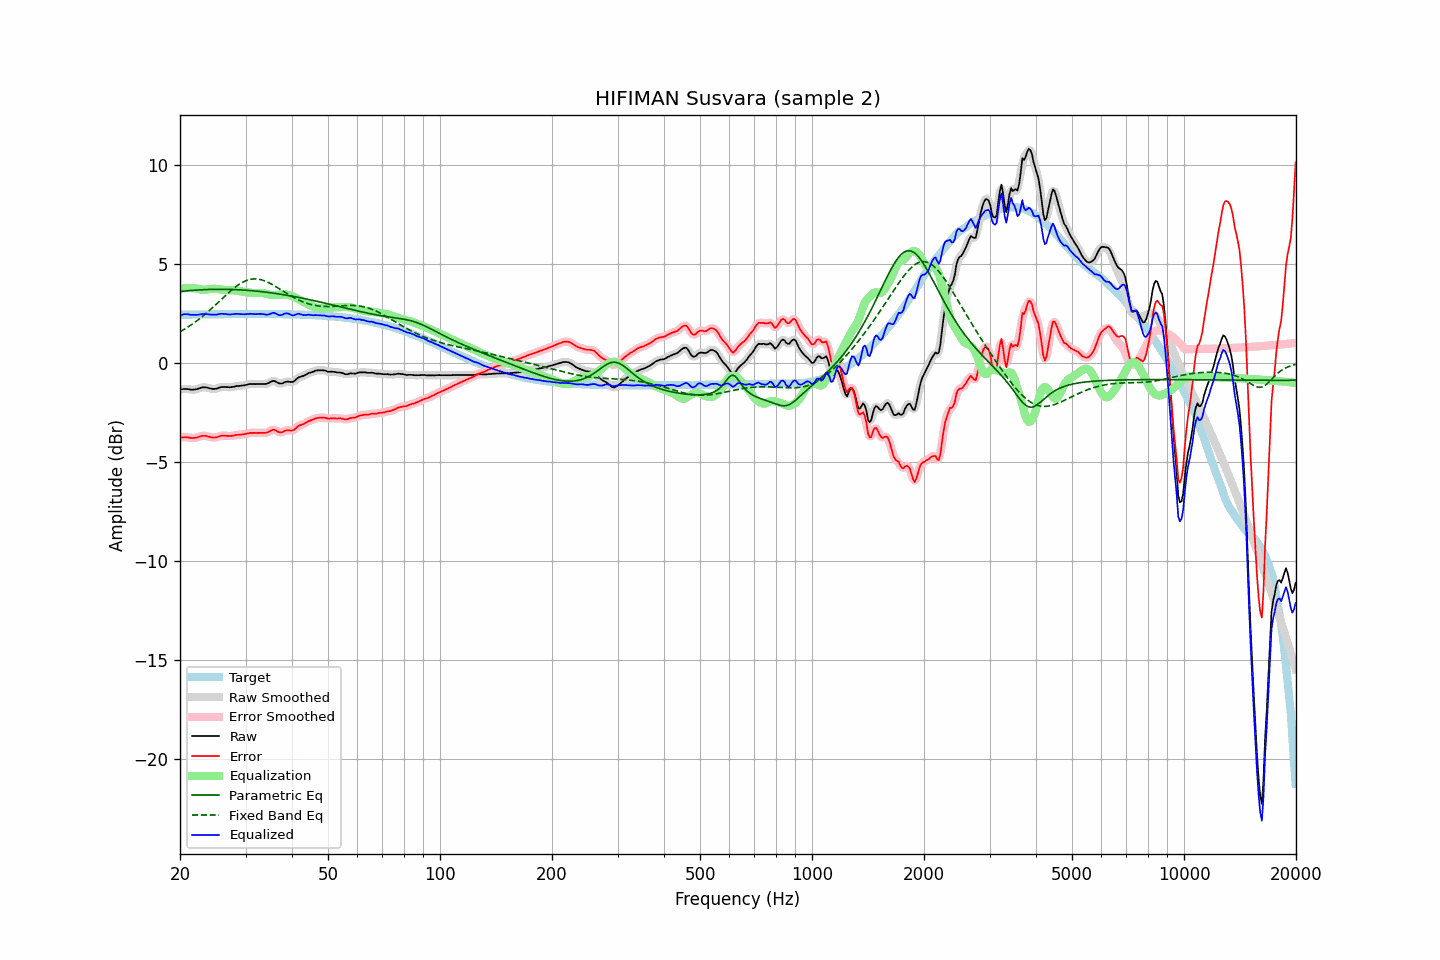 HIFIMAN Susvara (sample 2)
10
5
0
−5
−10
−15
−20
Amplitude (dBr)
Target
Raw Smoothed
Error Smoothed
Raw
Error
Equalization
Parametric Eq
Fixed Band Eq
Equalized
20 50 100 200 500 1000 2000 5000 10000 20000
Frequency (Hz)